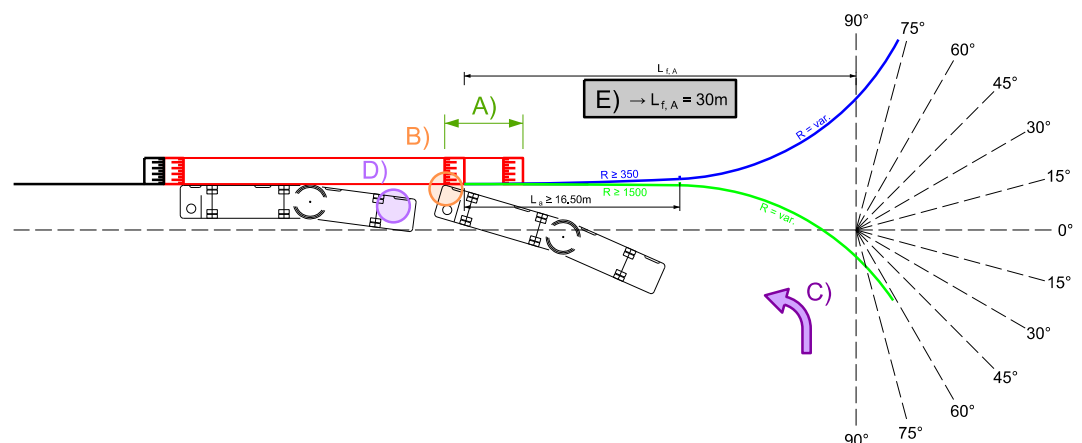 90°
75°
60°
45°
30°
15°
0°
15°
30°
45°
60°
75°
90°
L f, A
E) → L f, A = 30m
A)
B)
D)
R = var.
R ≥ 350
R ≥ 1500
L B ≥ 16,50m
R = var.
C)